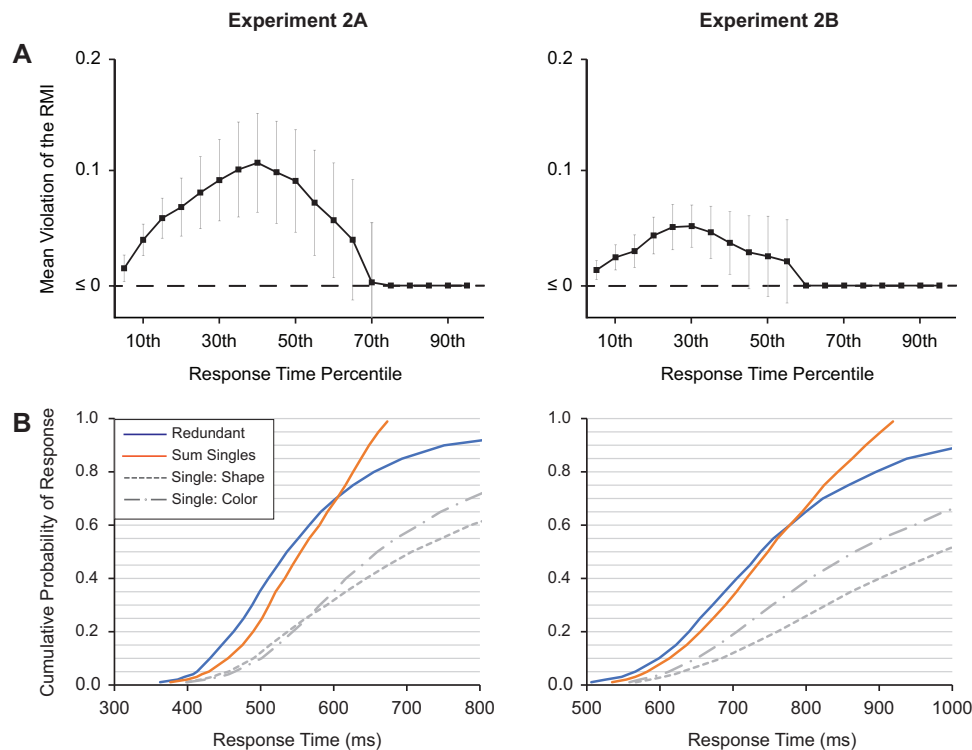 Experiment 2A
Experiment 2B
A
Mean Violation of the RMI
0.2
0.1
≤ 0
10th 30th 50th 70th 90th
Response Time Percentile
0.2
0.1
≤ 0
10th 30th 50th 70th 90th
Response Time Percentile
B
Cumulative Probability of Response
1.0
0.8
0.6
0.4
0.2
0.0
Redundant
Sum Singles
Single: Shape
Single: Color
300 400 500 600 700 800
Response Time (ms)
1.0
0.8
0.6
0.4
0.2
0.0
500 600 700 800 900 1000
Response Time (ms)